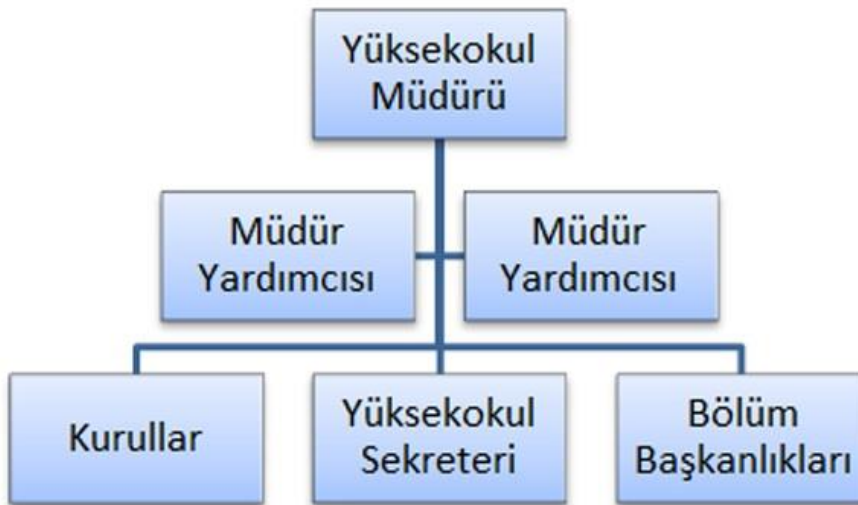 Yüksekokul
Müdürü
Müdür
Yardımcısı
Müdür
Yardımcısı
Kurullar
Yüksekokul
Sekreteri
Bölüm
Başkanlıkları